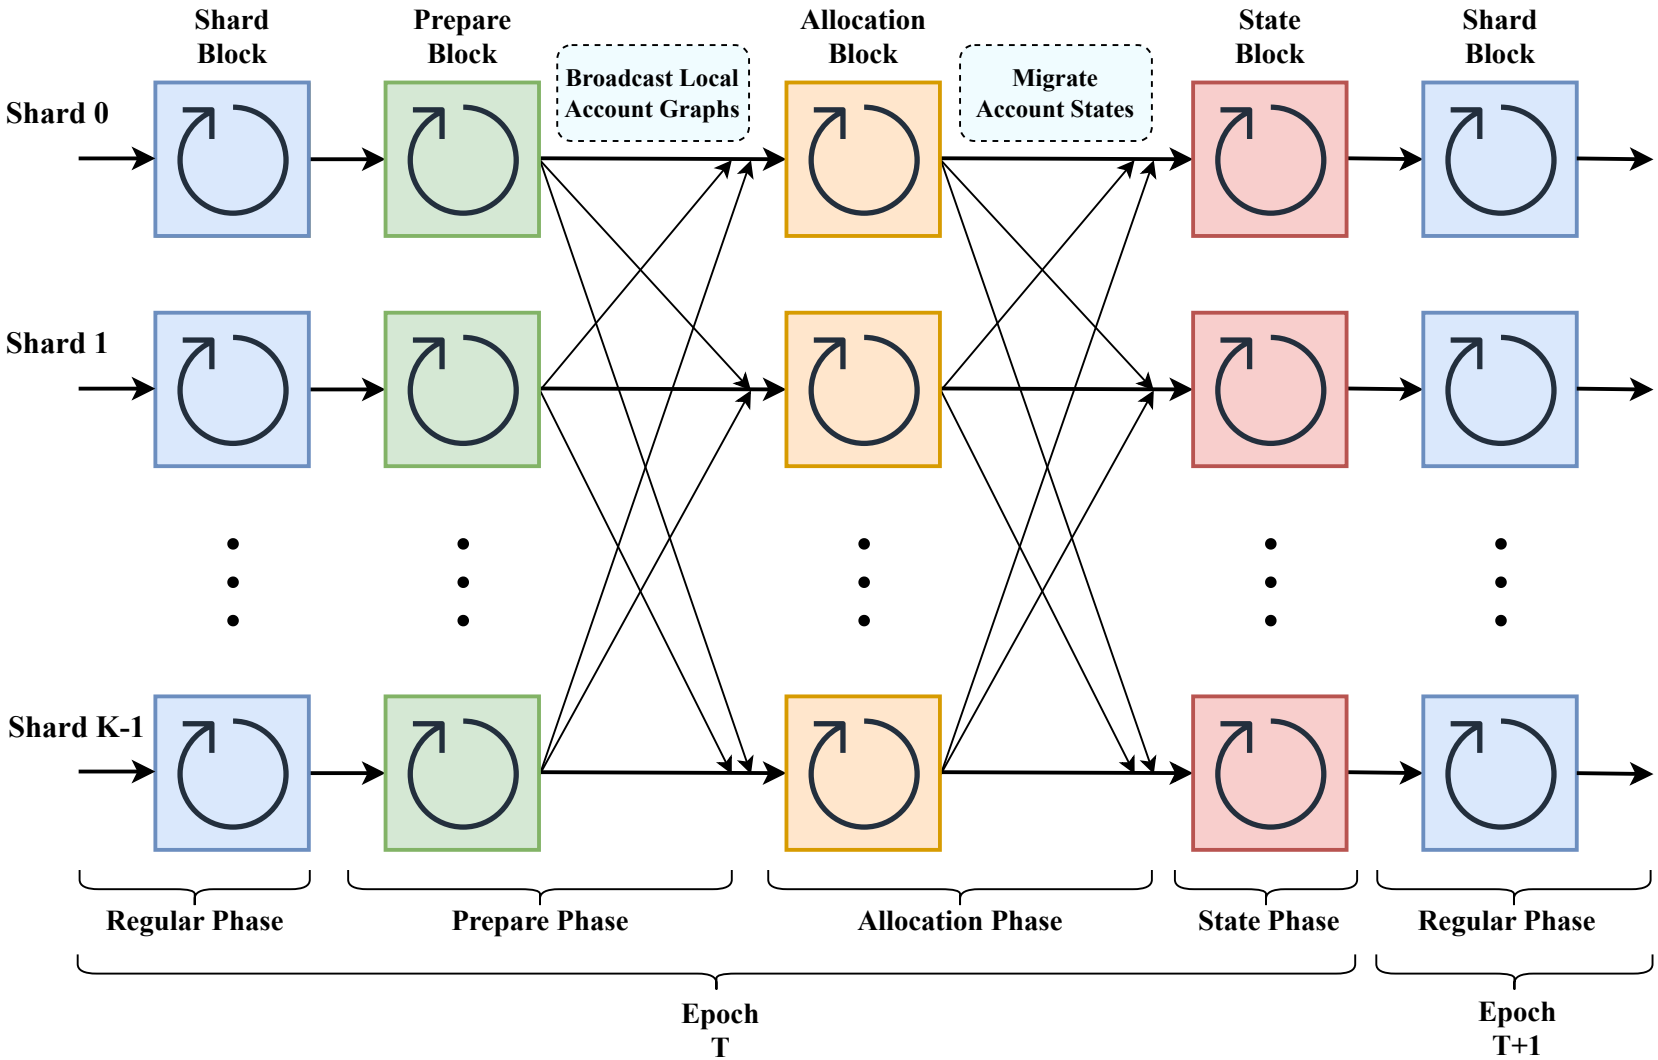 Shard
Block
Prepare
Block
Allocation
Block
State
Block
Shard
Block
Broadcast Local
Account Graphs
Migrate
Account States
Shard 0
Shard 1
Shard K-1
Regular Phase
Prepare Phase
Allocation Phase
State Phase
Regular Phase
Epoch
T
Epoch
T+1